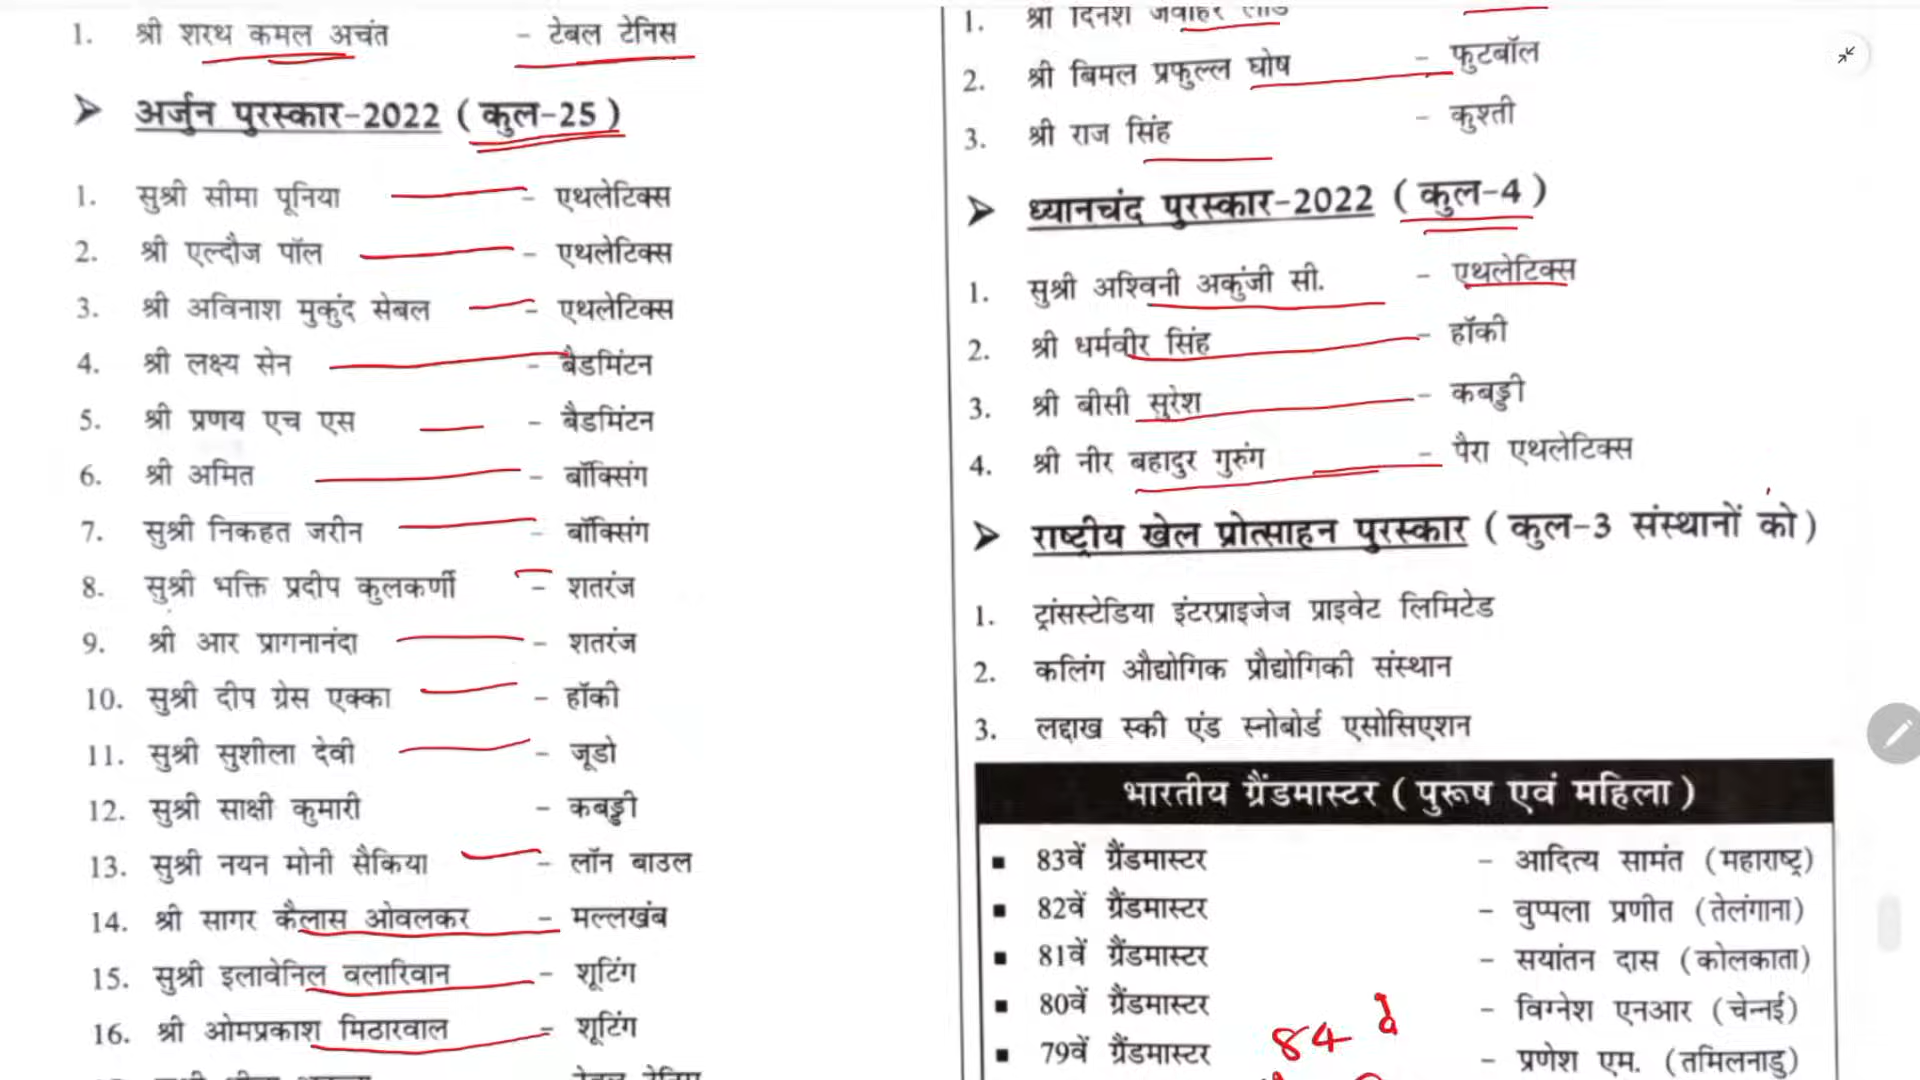 1. श्री शरथ कमल अचंत - टेबल टेनिस
➤ अर्जुन पुरस्कार-2022 ( कुल-25 )
1. सुश्री सीमा पूनिया - एथलेटिक्स
2. श्री एल्दौज पॉल - एथलेटिक्स
3. श्री अविनाश मुकुंद सेबल - एथलेटिक्स
4. श्री लक्ष्य सेन - बैडमिंटन
5. श्री प्रणय एच एस - बैडमिंटन
6. श्री अमित - बॉक्सिंग
7. सुश्री निकहत जरीन - बॉक्सिंग
8. सुश्री भक्ति प्रदीप कुलकर्णी - शतरंज
9. श्री आर प्रागनानंदा - शतरंज
10. सुश्री दीप ग्रेस एक्का - हॉकी
11. सुश्री सुशीला देवी - जूडो
12. सुश्री साक्षी कुमारी - कबड्डी
13. सुश्री नयन मोनी सैकिया - लॉन बाउल
14. श्री सागर कैलास ओवलकर - मल्लखंब
15. सुश्री इलावेनिल वलारिवान - शूटिंग
16. श्री ओमप्रकाश मिठारवाल - शूटिंग
1. श्री दिनेश जवाहर लाड
2. श्री बिमल प्रफुल्ल घोष - फुटबॉल
3. श्री राज सिंह - कुश्ती
➤ ध्यानचंद पुरस्कार-2022 ( कुल-4 )
1. सुश्री अश्विनी अकुंजी सी. - एथलेटिक्स
2. श्री धर्मवीर सिंह - हॉकी
3. श्री बीसी सुरेश - कबड्डी
4. श्री नीर बहादुर गुरुंग - पैरा एथलेटिक्स
➤ राष्ट्रीय खेल प्रोत्साहन पुरस्कार ( कुल-3 संस्थानों को )
1. ट्रांसस्टेडिया इंटरप्राइजेज प्राइवेट लिमिटेड
2. कलिंग औद्योगिक प्रौद्योगिकी संस्थान
3. लद्दाख स्की एंड स्नोबोर्ड एसोसिएशन
भारतीय ग्रैंडमास्टर ( पुरूष एवं महिला )
▪ 83वें ग्रैंडमास्टर - आदित्य सामंत (महाराष्ट्र)
▪ 82वें ग्रैंडमास्टर - वुप्पला प्रणीत (तेलंगाना)
▪ 81वें ग्रैंडमास्टर - सयांतन दास (कोलकाता)
▪ 80वें ग्रैंडमास्टर - विग्नेश एनआर (चेन्नई)
▪ 79वें ग्रैंडमास्टर - प्रणेश एम. (तमिलनाडु)
84